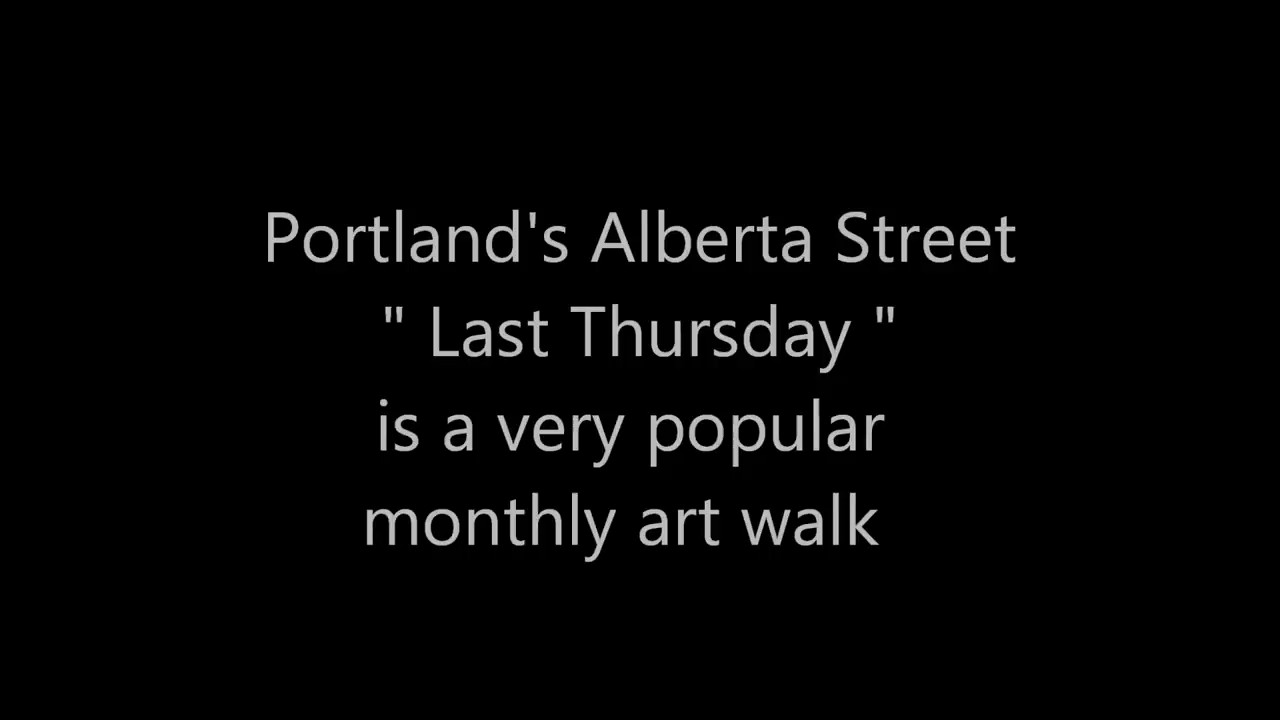 Portland's Alberta Street
" Last Thursday "
is a very popular
monthly art walk